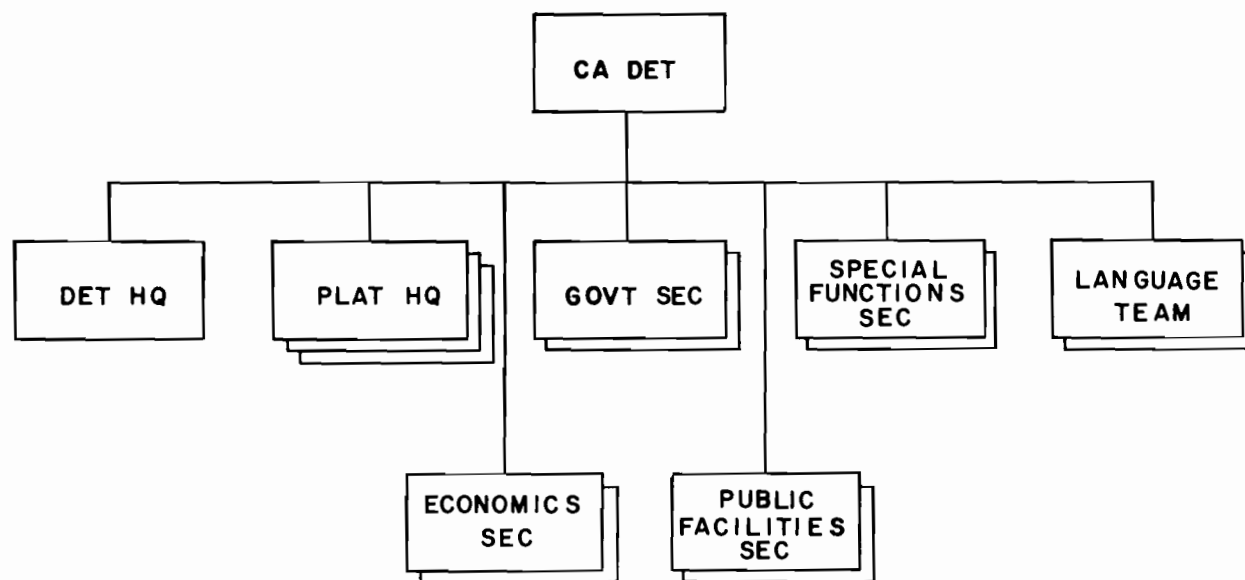 CA DET
DET HQ
PLAT HQ
GOVT SEC
SPECIAL
FUNCTIONS
SEC
LANGUAGE
TEAM
ECONOMICS
SEC
PUBLIC
FACILITIES
SEC